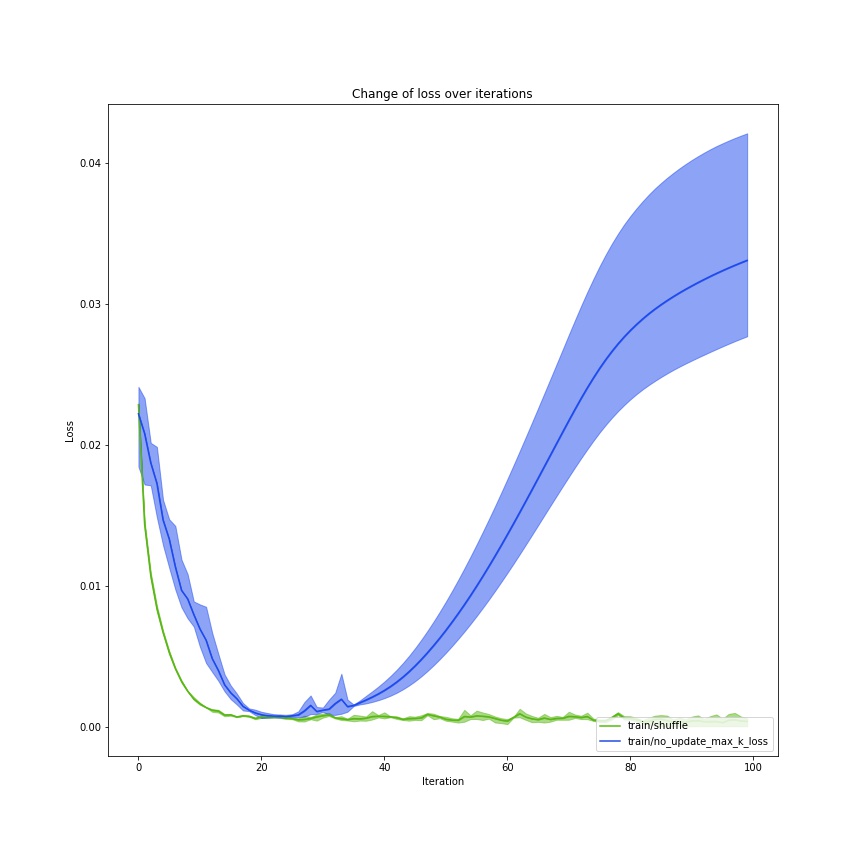 Change of loss over iterations
Loss
0.04
0.03
0.02
0.01
0.00
0
20
40
60
80
100
Iteration
train/shuffle
train/no_update_max_k_loss